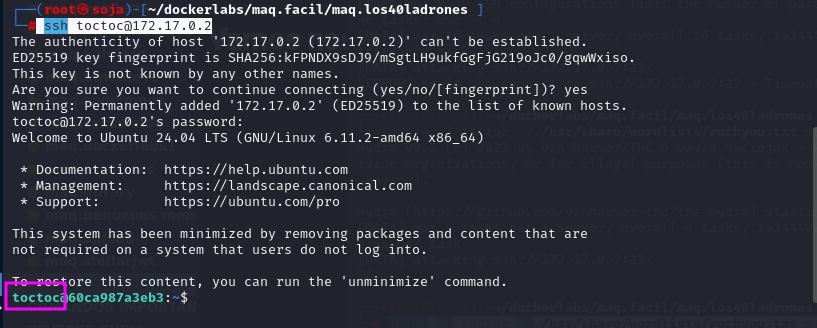 ┌──(root㉿soja)-[~/dockerlabs/maq.facil/maq.los40ladrones ]
└─# ssh toctoc@172.17.0.2
The authenticity of host '172.17.0.2 (172.17.0.2)' can't be established.
ED25519 key fingerprint is SHA256:kFPNDX9sDJ9/mSgtLH9ukfGgFjG219oJc0/gqwWxiso.
This key is not known by any other names.
Are you sure you want to continue connecting (yes/no/[fingerprint])? yes
Warning: Permanently added '172.17.0.2' (ED25519) to the list of known hosts.
toctoc@172.17.0.2's password:
Welcome to Ubuntu 24.04 LTS (GNU/Linux 6.11.2-amd64 x86_64)
* Documentation:  https://help.ubuntu.com
* Management:     https://landscape.canonical.com
* Support:        https://ubuntu.com/pro
This system has been minimized by removing packages and content that are
not required on a system that users do not log into.
To restore this content, you can run the 'unminimize' command.
toctoc@60ca987a3eb3:~$